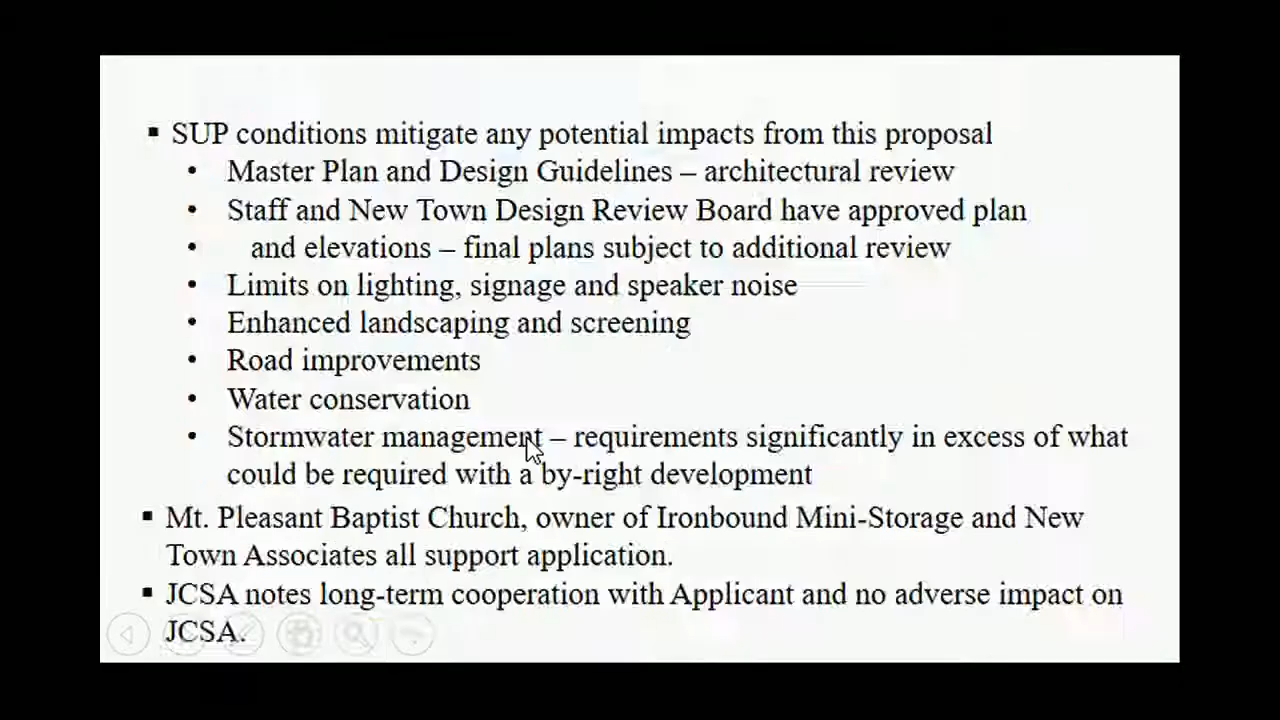 ▪ SUP conditions mitigate any potential impacts from this proposal
• Master Plan and Design Guidelines – architectural review
• Staff and New Town Design Review Board have approved plan
• and elevations – final plans subject to additional review
• Limits on lighting, signage and speaker noise
• Enhanced landscaping and screening
• Road improvements
• Water conservation
• Stormwater management – requirements significantly in excess of what
could be required with a by-right development
▪ Mt. Pleasant Baptist Church, owner of Ironbound Mini-Storage and New
Town Associates all support application.
▪ JCSA notes long-term cooperation with Applicant and no adverse impact on
JCSA.